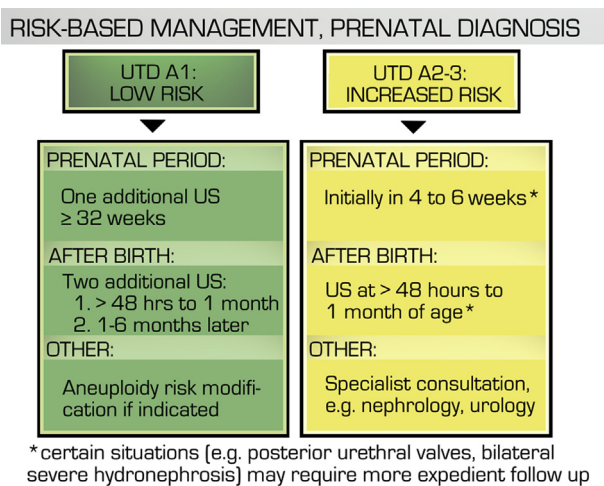 RISK-BASED MANAGEMENT, PRENATAL DIAGNOSIS
UTD A1:
LOW RISK
PRENATAL PERIOD:
One additional US
≥ 32 weeks
AFTER BIRTH:
Two additional US:
1. > 48 hrs to 1 month
2. 1-6 months later
OTHER:
Aneuploidy risk modifi-
cation if indicated
UTD A2-3:
INCREASED RISK
PRENATAL PERIOD:
Initially in 4 to 6 weeks*
AFTER BIRTH:
US at > 48 hours to
1 month of age*
OTHER:
Specialist consultation,
e.g. nephrology, urology
*certain situations (e.g. posterior urethral valves, bilateral
severe hydronephrosis) may require more expedient follow up